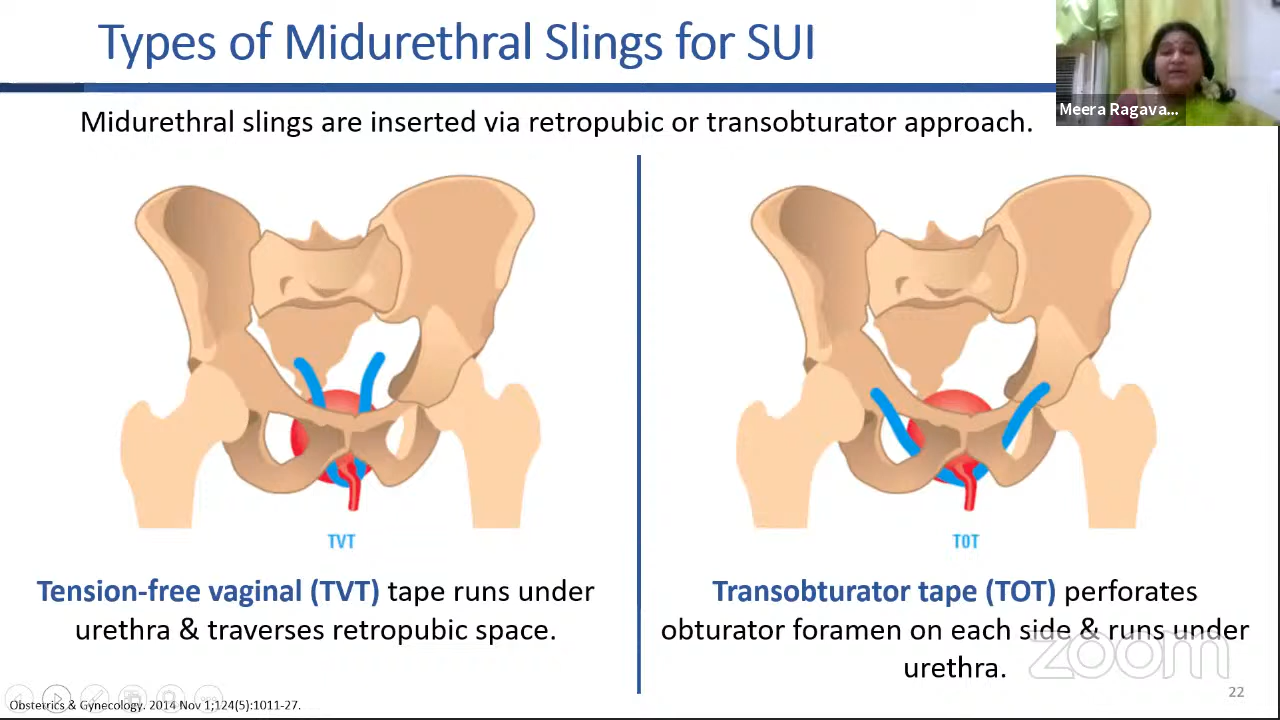 Types of Midurethral Slings for SUI
Meera Ragava...
Midurethral slings are inserted via retropubic or transobturator approach.
TVT
TOT
Tension-free vaginal (TVT) tape runs under
urethra & traverses retropubic space.
Transobturator tape (TOT) perforates
obturator foramen on each side & runs under
urethra.
zoom
22
Obstetrics & Gynecology. 2014 Nov 1;124(5):1011-27.